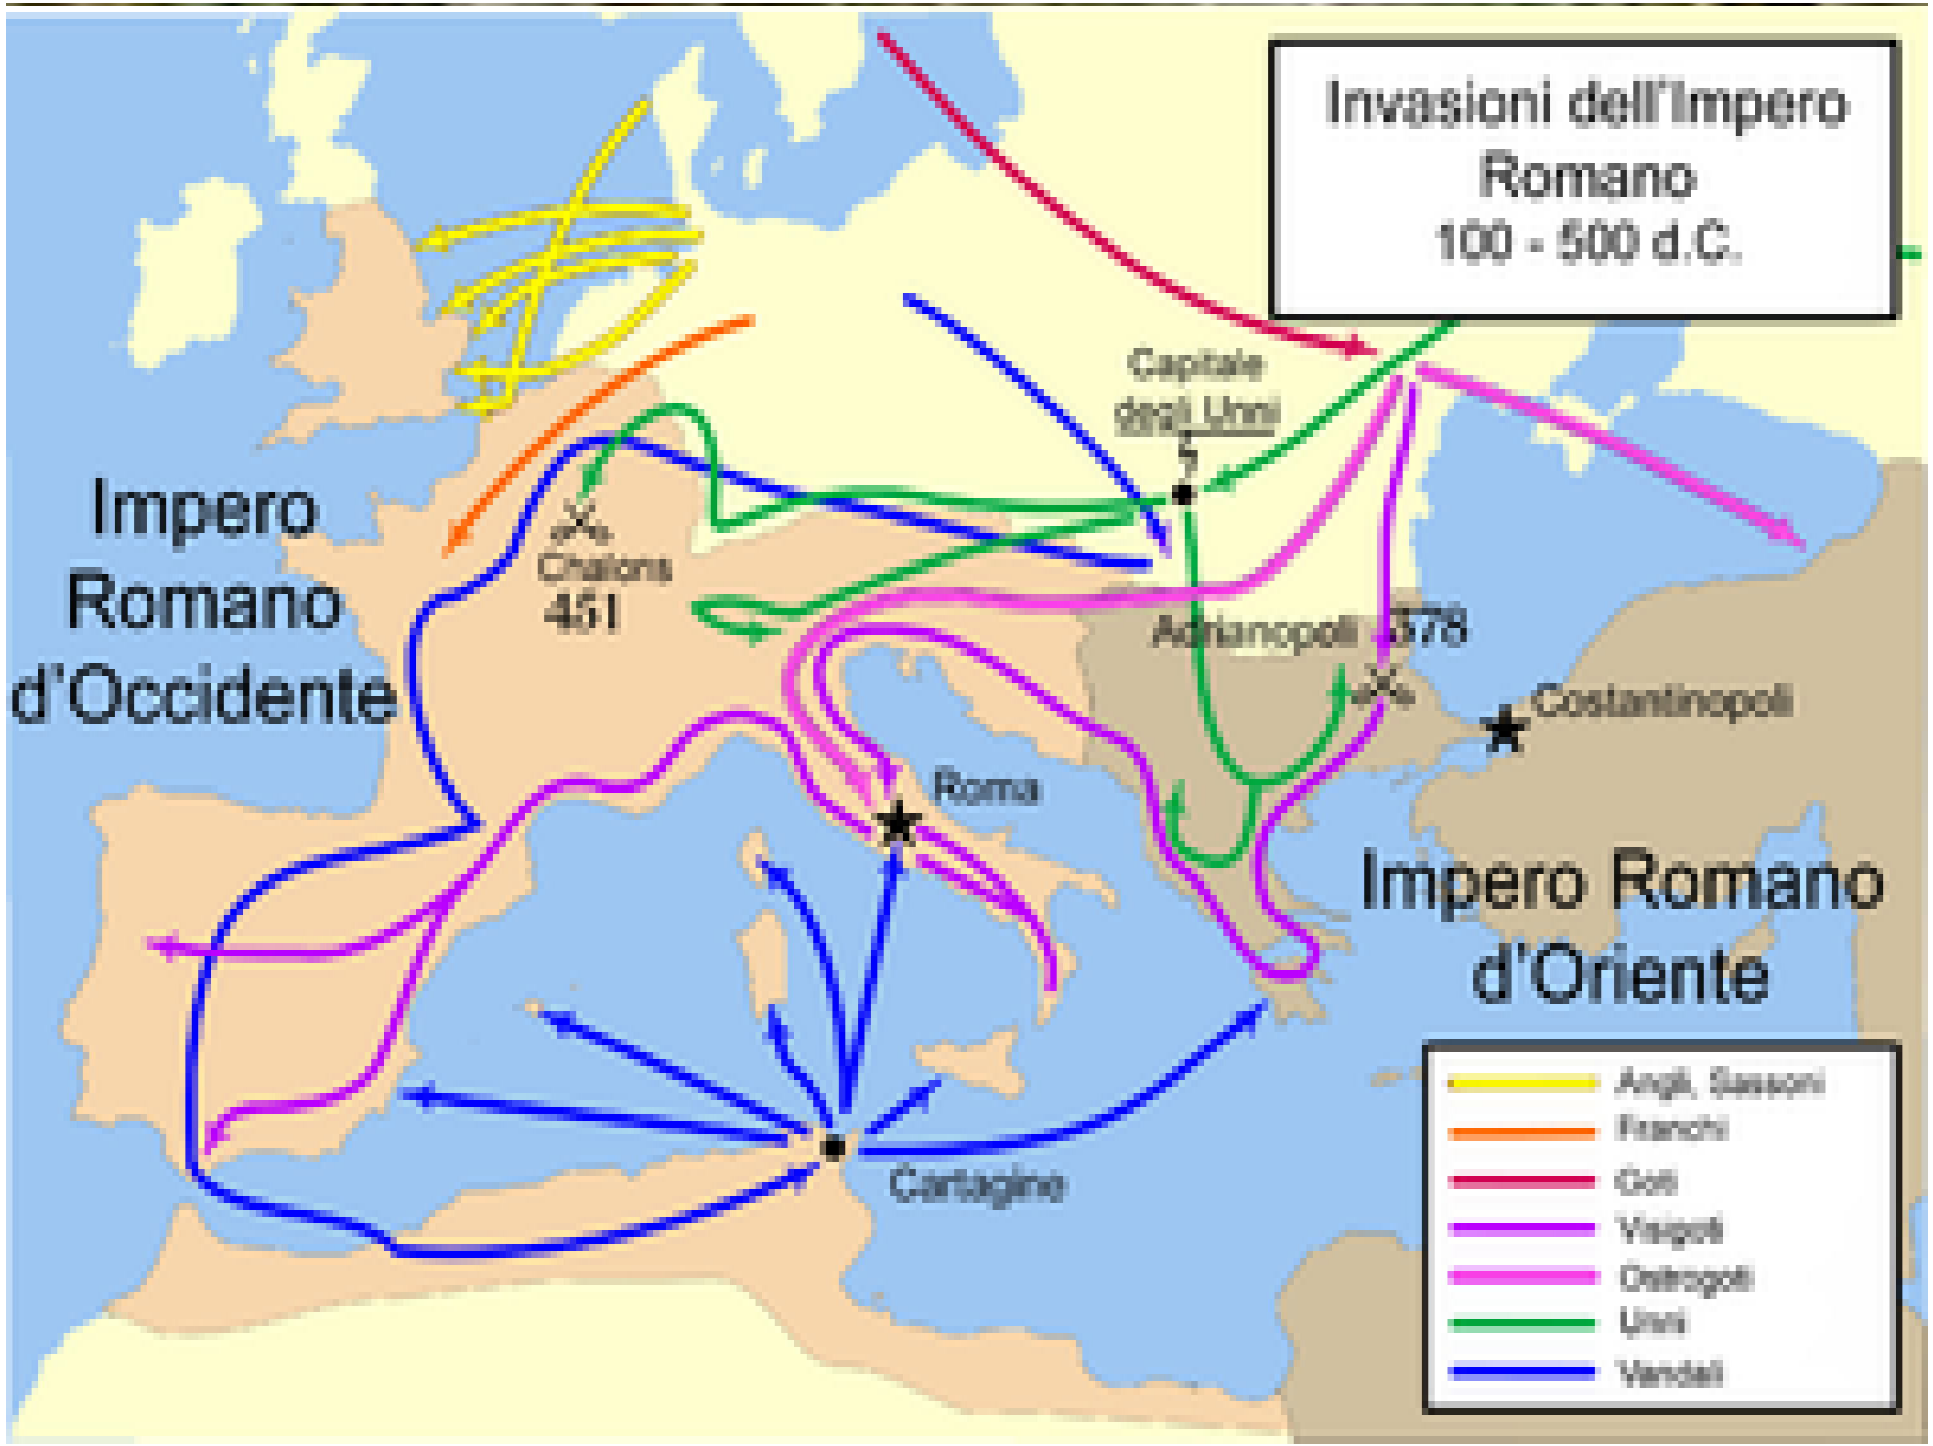 Invasioni dell'Impero
Romano
100 - 500 d.C.
Capitale
degli Unni
Impero
Romano
d'Occidente
Chalons
451
Adrianopoli 378
Costantinopoli
Roma
Impero Romano
d'Oriente
Cartagine
Angli, Sassoni
Franchi
Goti
Visigoti
Ostrogoti
Unni
Vandali